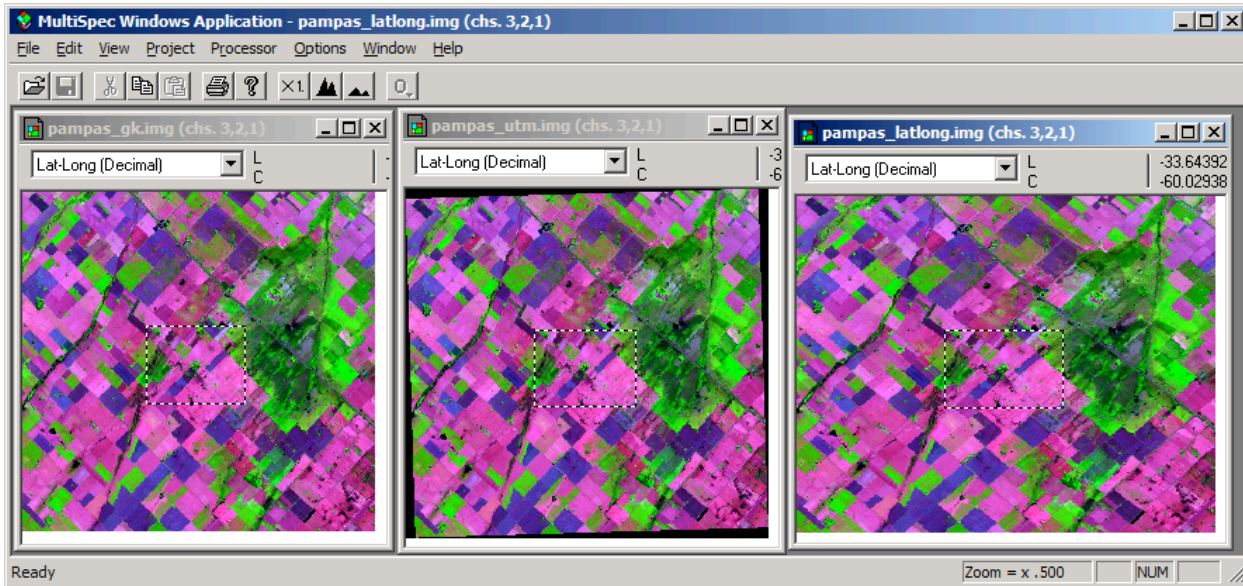 MultiSpec Windows Application - pampas_latlong.img (chs. 3,2,1)
File Edit View Project Processor Options Window Help
×1.
0
pampas_gk.img (chs. 3,2,1)
Lat-Long (Decimal)
L
C
-
-
pampas_utm.img (chs. 3,2,1)
Lat-Long (Decimal)
L
C
-3
-6
pampas_latlong.img (chs. 3,2,1)
Lat-Long (Decimal)
L
C
-33.64392
-60.02938
Ready
Zoom = x .500
NUM